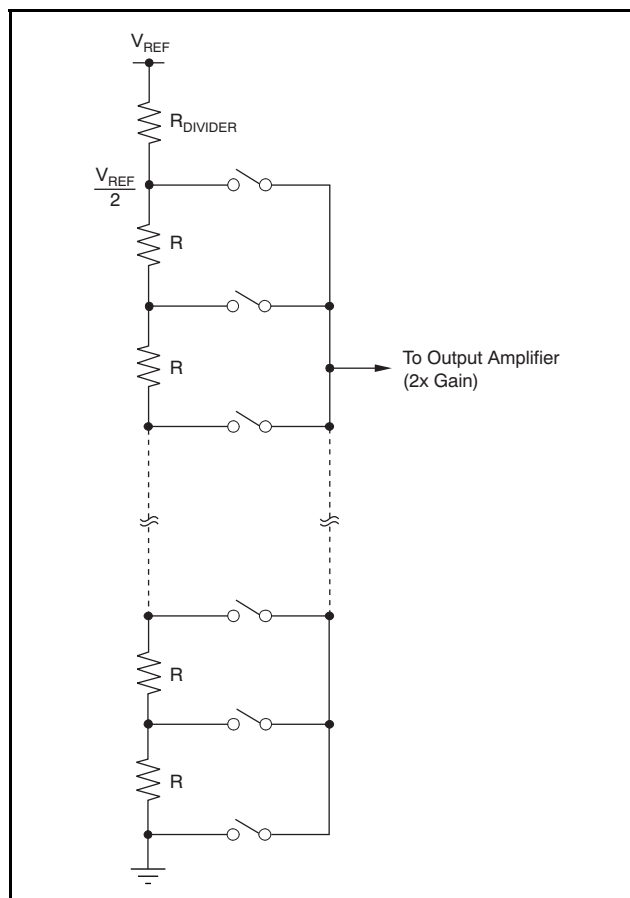 VREF
RDIVIDER
VREF
2
R
R
To Output Amplifier
(2x Gain)
R
R